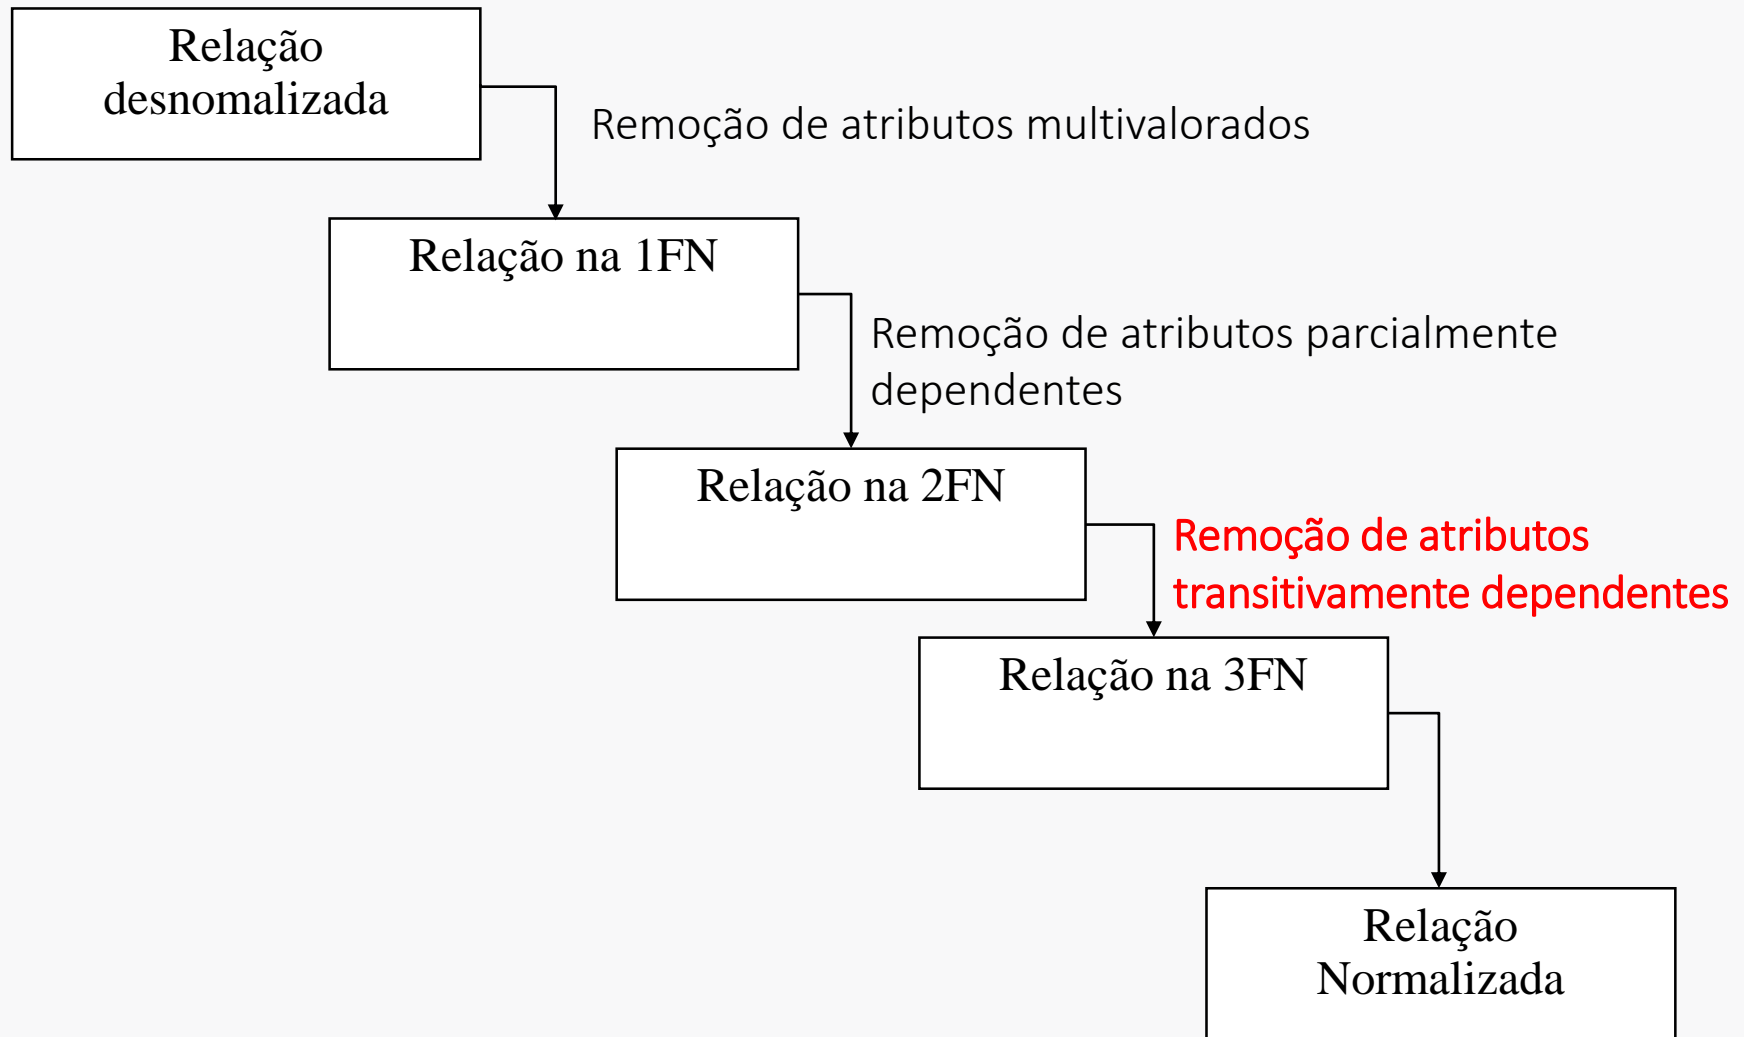 Relação
desnomalizada
Remoção de atributos multivalorados
Relação na 1FN
Remoção de atributos parcialmente
dependentes
Relação na 2FN
Remoção de atributos
transitivamente dependentes
Relação na 3FN
Relação
Normalizada